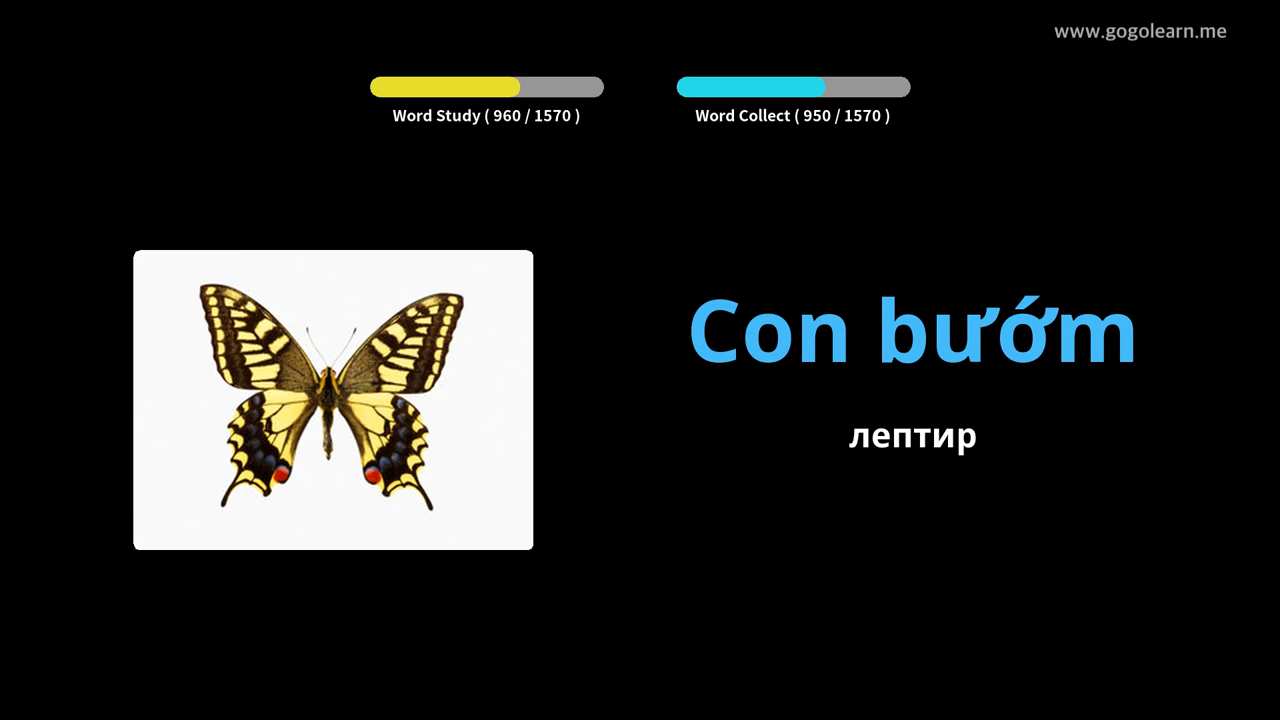 www.gogolearn.me
Word Study ( 960 / 1570 )
Word Collect ( 950 / 1570 )
Con bướm
лептир